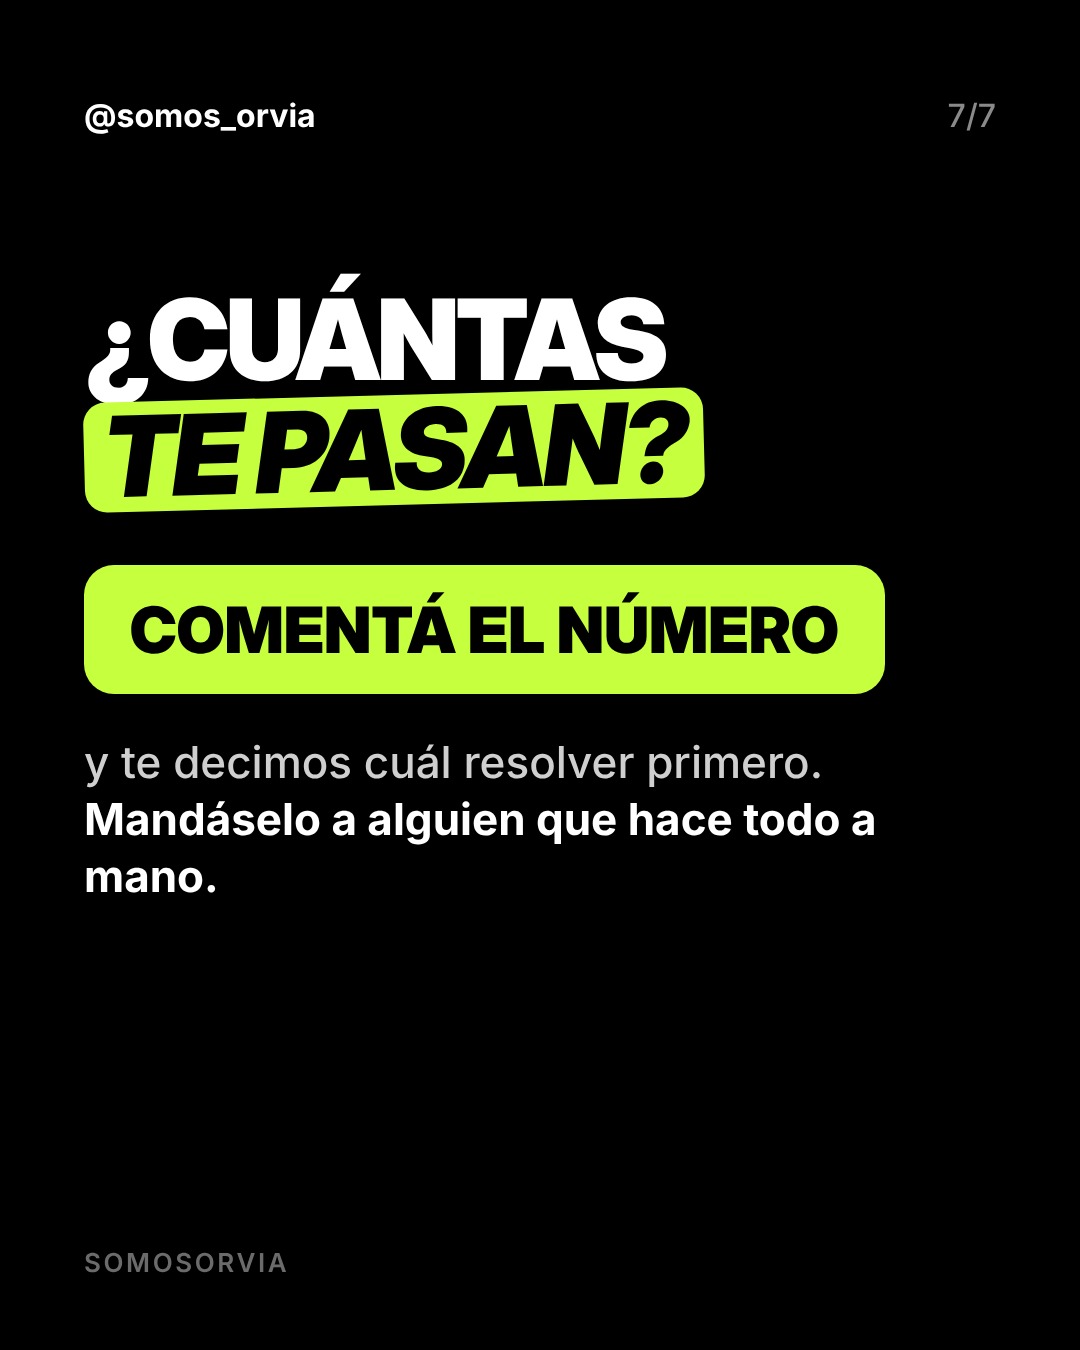 @somos_orvia
7/7
¿CUÁNTAS
TE PASAN?
COMENTÁ EL NÚMERO
y te decimos cuál resolver primero.
Mandáselo a alguien que hace todo a
mano.
SOMOSORVIA